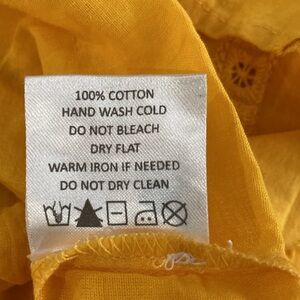 100% COTTON
HAND WASH COLD
DO NOT BLEACH
DRY FLAT
WARM IRON IF NEEDED
DO NOT DRY CLEAN